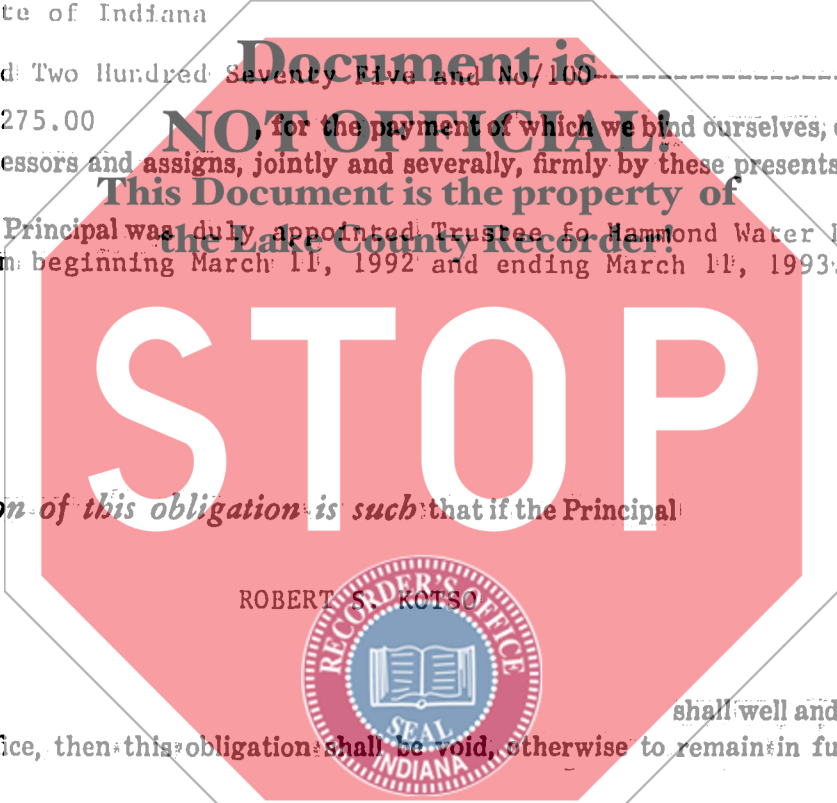 te of Indiana
Document is
d Two Hundred Seventy Five and No/100--------------------
NOT OFFICIAL!
275.00 , for the payment of which we bind ourselves,
essors and assigns, jointly and severally, firmly by these presents
This Document is the property of
Principal was duly appointed Trustee fo Hammond Water
the Lake County Recorder!
beginning March 11, 1992 and ending March 11, 1993
STOP
on of this obligation is such that if the Principal
ROBERT S. KOTSO
RECORDER'S OFFICE
SEAL
INDIANA
shall well and
ice, then this obligation shall be void, otherwise to remain in fu